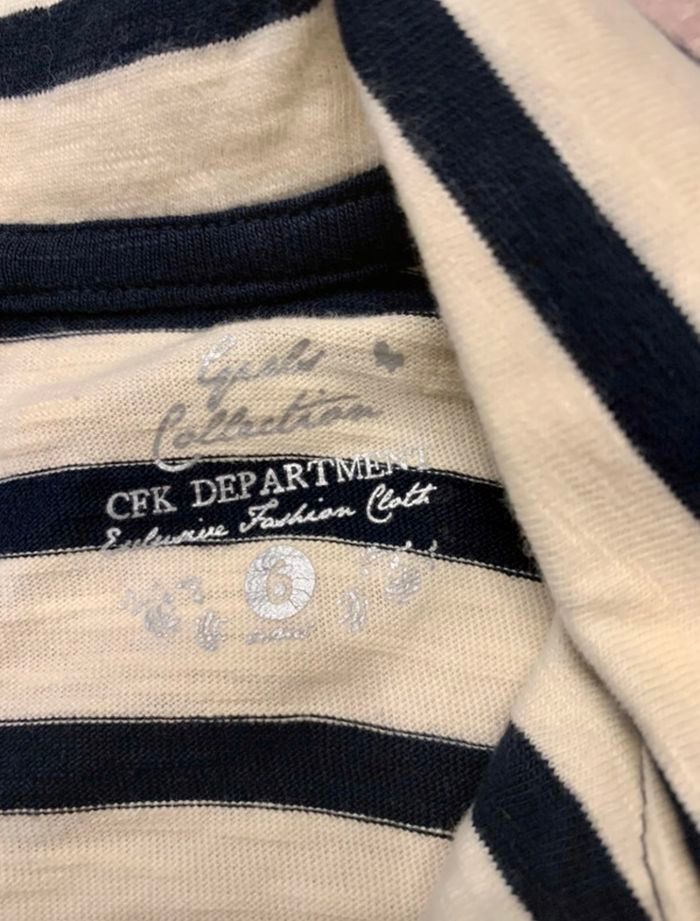 Girls
Collection
CFK DEPARTMENT
Exclusive Fashion Cloth
6